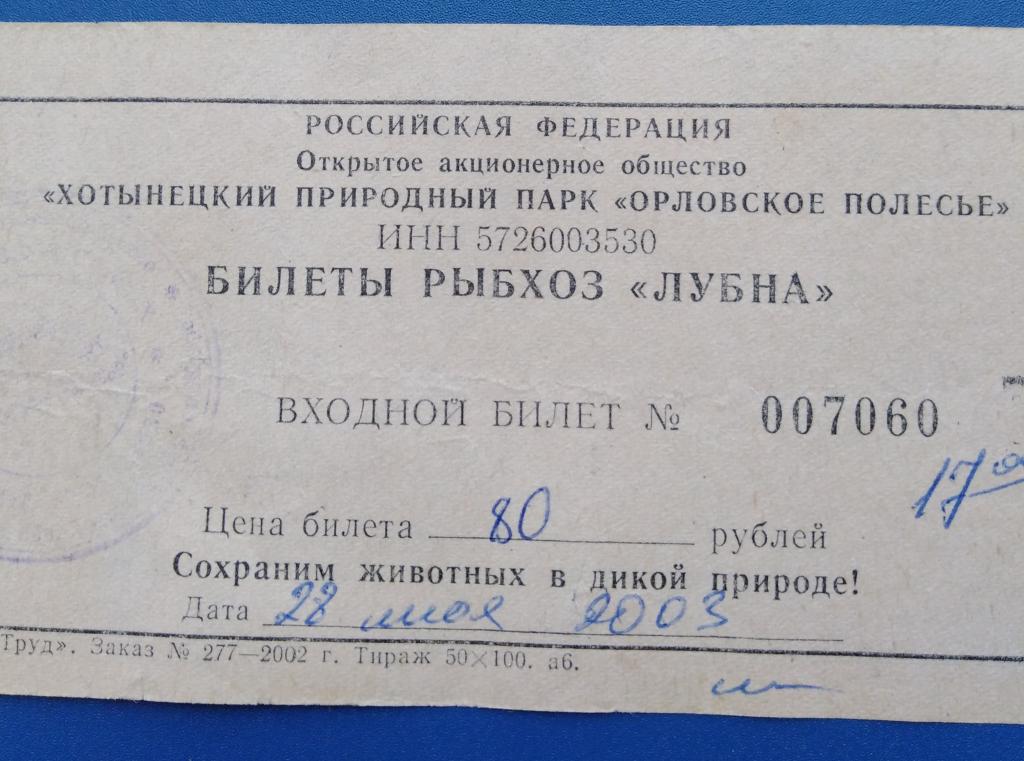 РОССИЙСКАЯ ФЕДЕРАЦИЯ
Открытое акционерное общество
«ХОТЫНЕЦКИЙ ПРИРОДНЫЙ ПАРК «ОРЛОВСКОЕ ПОЛЕСЬЕ»
ИНН 5726003530
БИЛЕТЫ РЫБХОЗ «ЛУБНА»
ВХОДНОЙ БИЛЕТ № 007060
17
Цена билета 80 рублей
Сохраним животных в дикой природе!
Дата 28 мая 2003
Труд». Заказ № 277—2002 г. Тираж 50×100. аб.